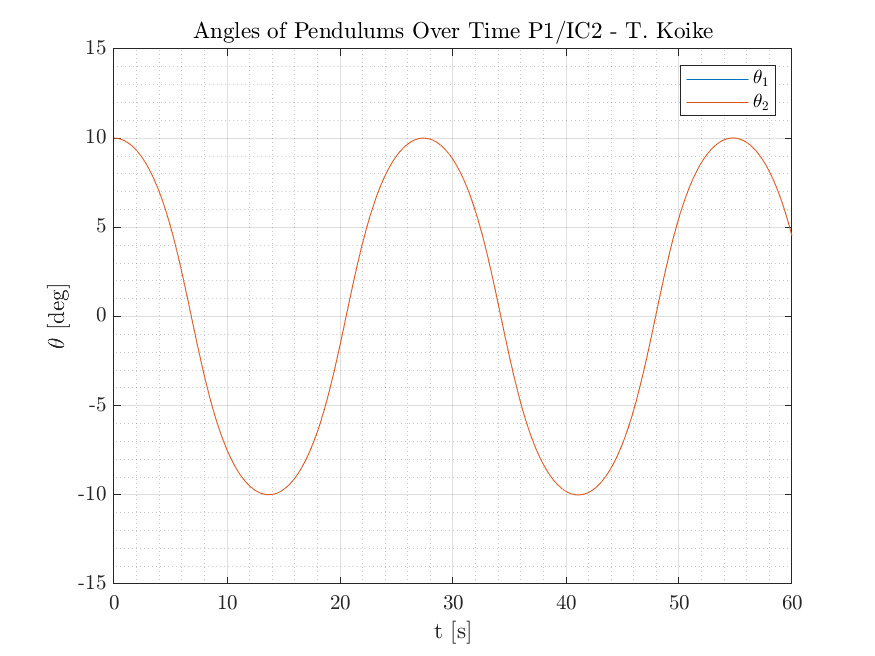 Angles of Pendulums Over Time P1/IC2 - T. Koike
15
10
5
0
-5
-10
-15
θ [deg]
θ₁
θ₂
0 10 20 30 40 50 60
t [s]